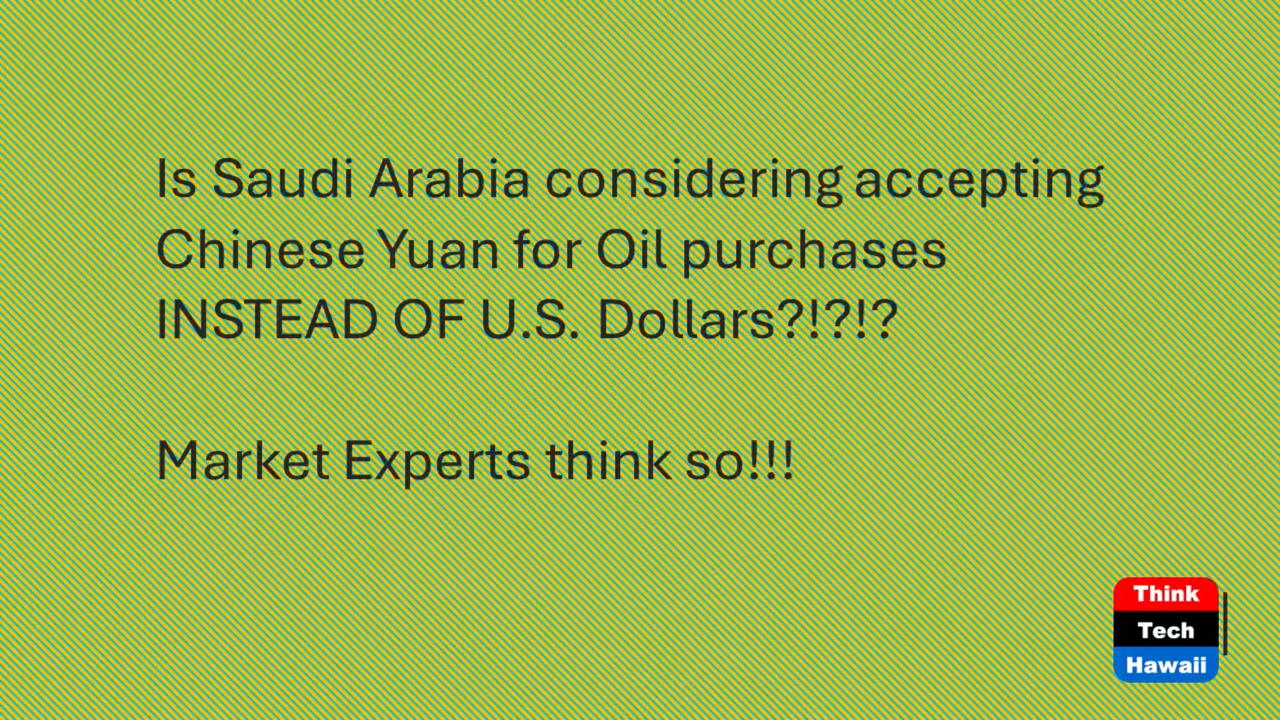 Is Saudi Arabia considering accepting
Chinese Yuan for Oil purchases
INSTEAD OF U.S. Dollars?!?!?
Market Experts think so!!!
Think
Tech
Hawaii